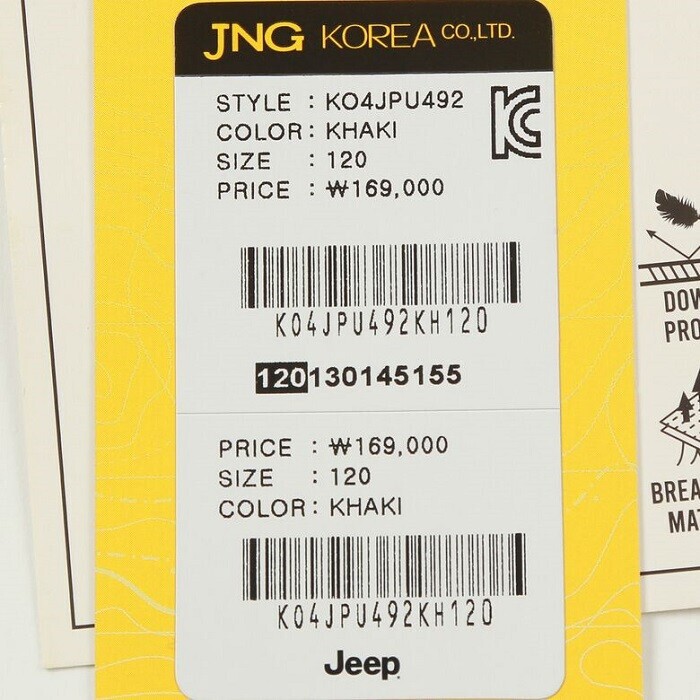 JNG KOREA CO.,LTD.
STYLE : KO4JPU492
COLOR : KHAKI
SIZE : 120
PRICE : ₩169,000
KC
KO4JPU492KH120
120130145155
PRICE : ₩169,000
SIZE : 120
COLOR : KHAKI
KO4JPU492KH120
Jeep
DOW
PRO
BREA
MAT